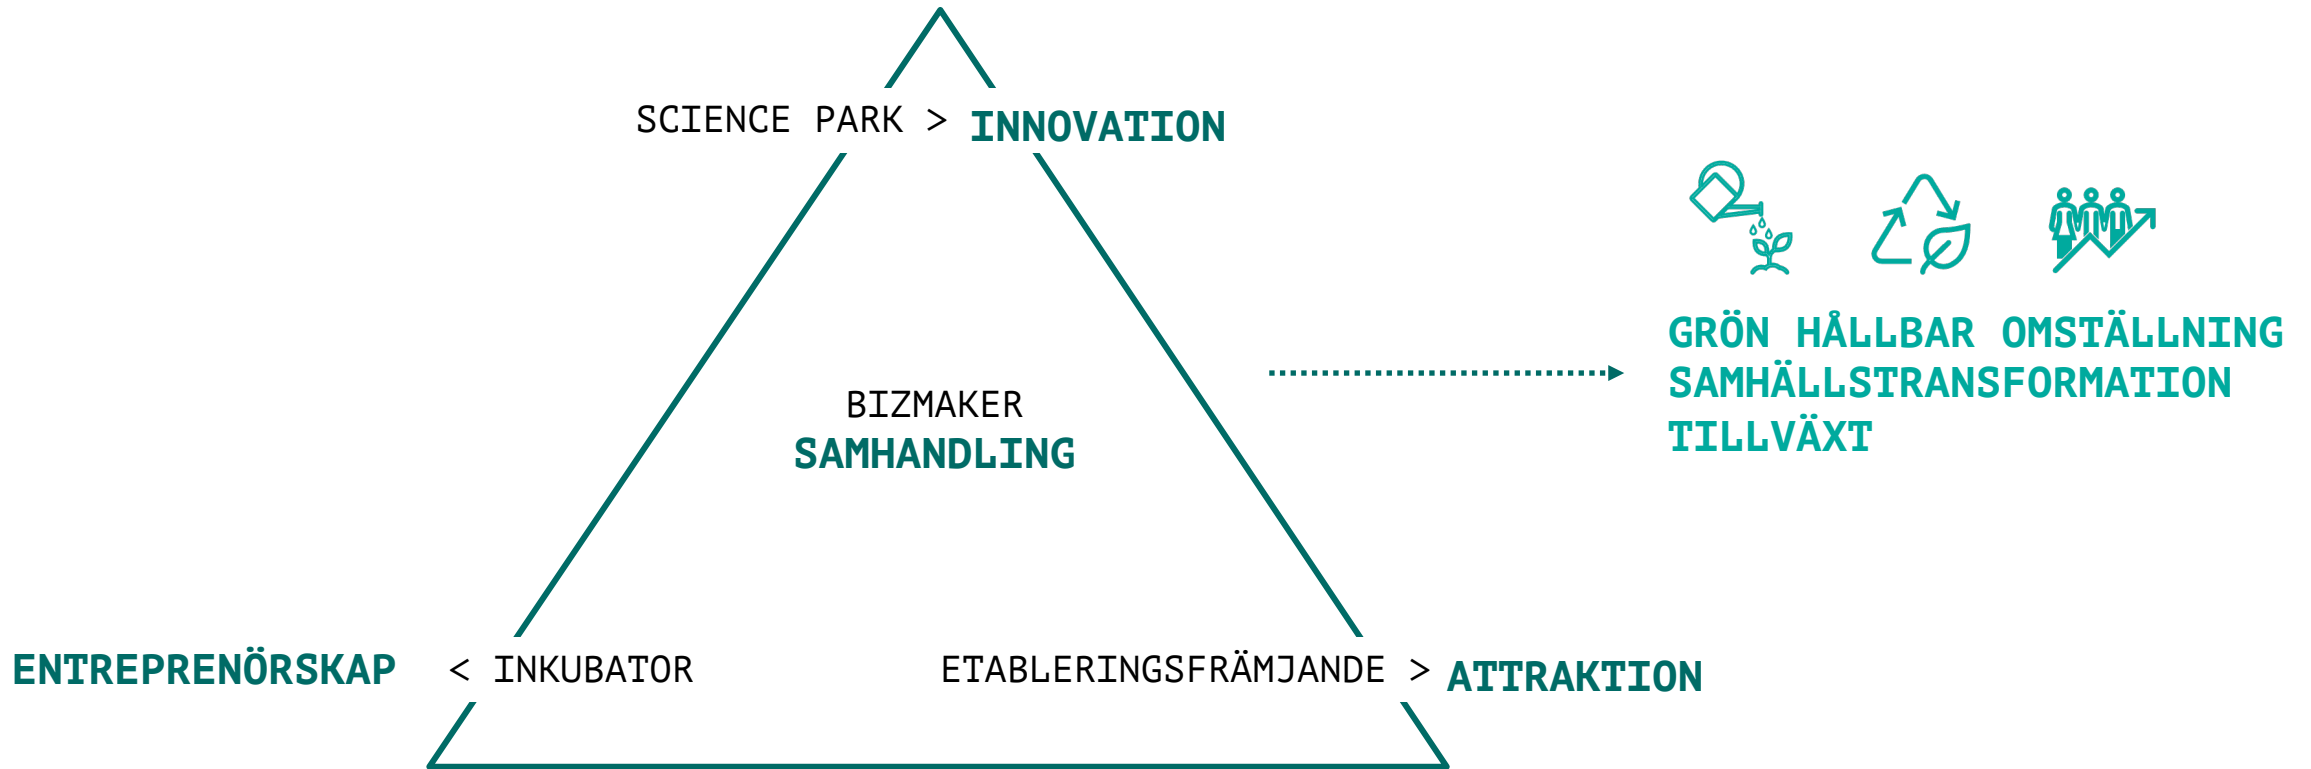 SCIENCE PARK > INNOVATION
GRÖN HÅLLBAR OMSTÄLLNING
SAMHÄLLSTRANSFORMATION
TILLVÄXT
BIZMAKER
SAMHANDLING
ENTREPRENÖRSKAP < INKUBATOR
ETABLERINGSFRÄMJANDE > ATTRAKTION